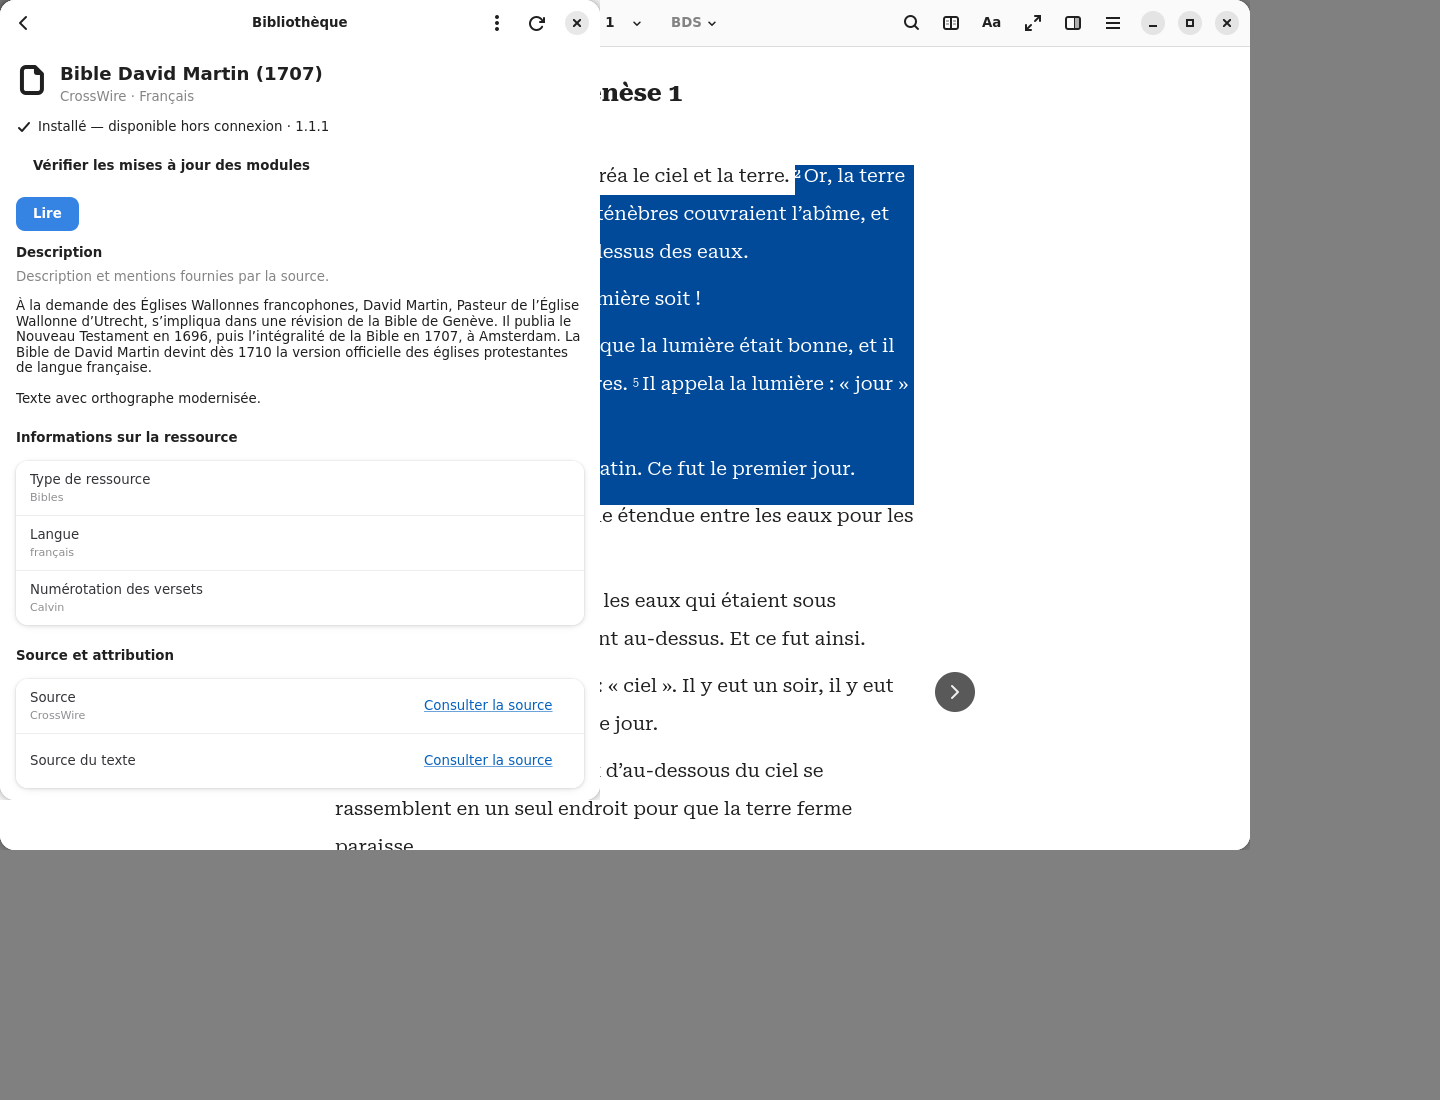 Bibliothèque
1
BDS
Aa
Bible David Martin (1707)
CrossWire · Français
Installé — disponible hors connexion · 1.1.1
Vérifier les mises à jour des modules
Lire
Description
Description et mentions fournies par la source.
À la demande des Églises Wallonnes francophones, David Martin, Pasteur de l’Église
Wallonne d’Utrecht, s’impliqua dans une révision de la Bible de Genève. Il publia le
Nouveau Testament en 1696, puis l’intégralité de la Bible en 1707, à Amsterdam. La
Bible de David Martin devint dès 1710 la version officielle des églises protestantes
de langue française.
Texte avec orthographe modernisée.
Informations sur la ressource
Type de ressource
Bibles
Langue
français
Numérotation des versets
Calvin
Source et attribution
Source
CrossWire
Consulter la source
Source du texte
Consulter la source
nèse 1
réa le ciel et la terre. 2 Or, la terre
ténèbres couvraient l’abîme, et
dessus des eaux.
mière soit !
que la lumière était bonne, et il
res. 5 Il appela la lumière : « jour »
atin. Ce fut le premier jour.
e étendue entre les eaux pour les
les eaux qui étaient sous
nt au-dessus. Et ce fut ainsi.
: « ciel ». Il y eut un soir, il y eut
e jour.
d’au-dessous du ciel se
rassemblent en un seul endroit pour que la terre ferme
paraisse